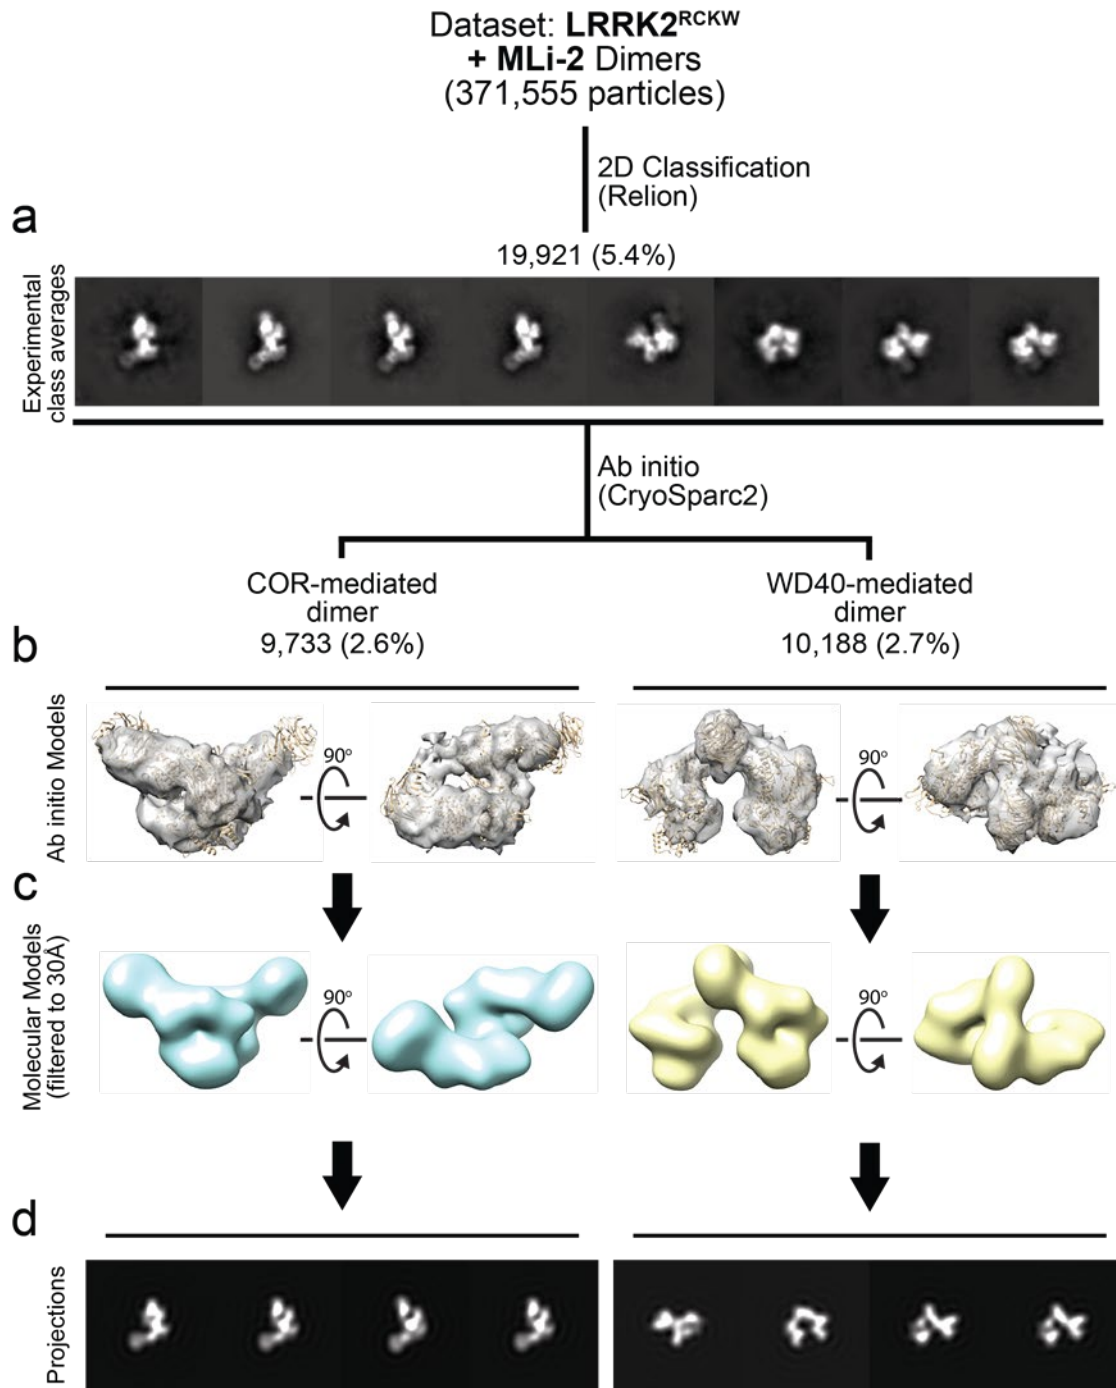 Dataset: LRRK2RCKW
+ MLi-2 Dimers
(371,555 particles)
2D Classification
(Relion)
a
19,921 (5.4%)
Experimental
class averages
Ab initio
(CryoSparc2)
COR-mediated
dimer
9,733 (2.6%)
WD40-mediated
dimer
10,188 (2.7%)
b
Ab initio Models
90°
90°
c
Molecular Models
(filtered to 30Å)
90°
90°
d
Projections